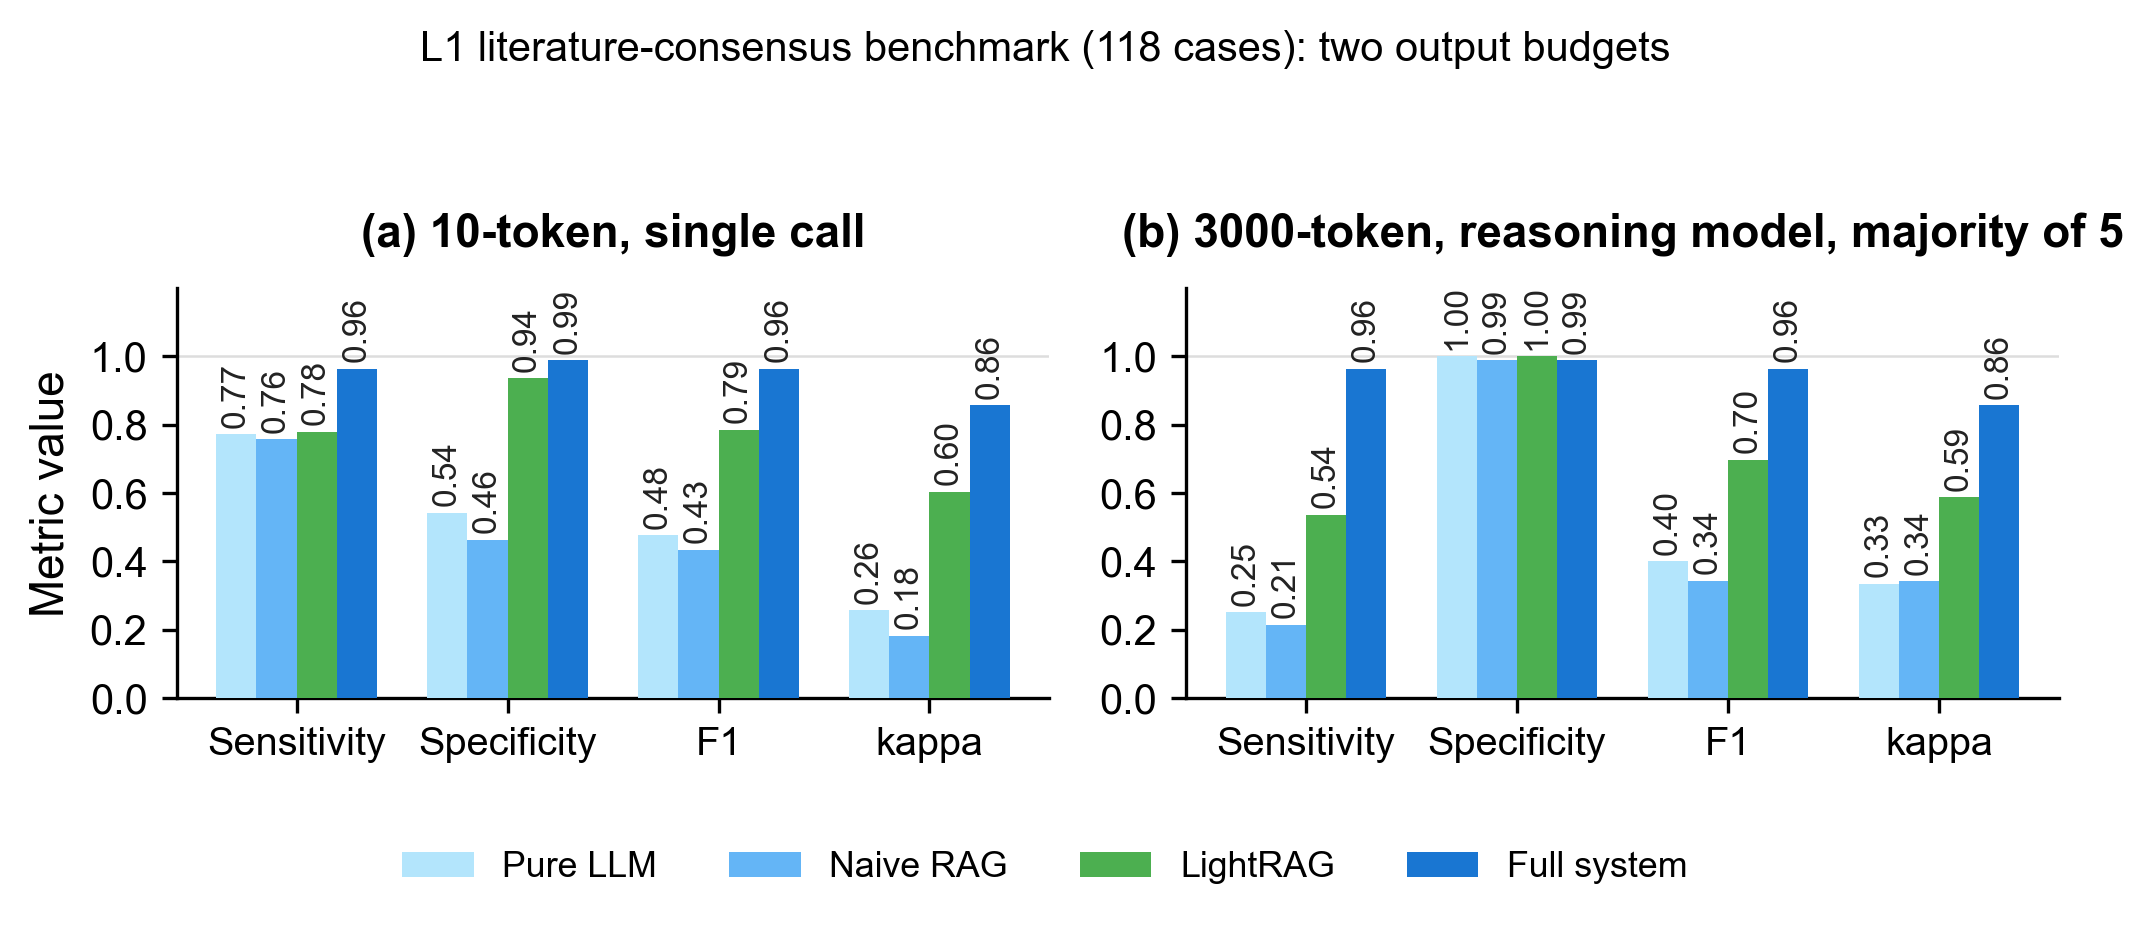 L1 literature-consensus benchmark (118 cases): two output budgets
(a) 10-token, single call
Metric value
1.0
0.8
0.6
0.4
0.2
0.0
0.77
0.76
0.78
0.96
0.54
0.46
0.94
0.99
0.48
0.43
0.79
0.96
0.26
0.18
0.60
0.86
Sensitivity
Specificity
F1
kappa
(b) 3000-token, reasoning model, majority of 5
1.0
0.8
0.6
0.4
0.2
0.0
0.25
0.21
0.54
0.96
1.00
0.99
1.00
0.99
0.40
0.34
0.70
0.96
0.33
0.34
0.59
0.86
Sensitivity
Specificity
F1
kappa
Pure LLM
Naive RAG
LightRAG
Full system